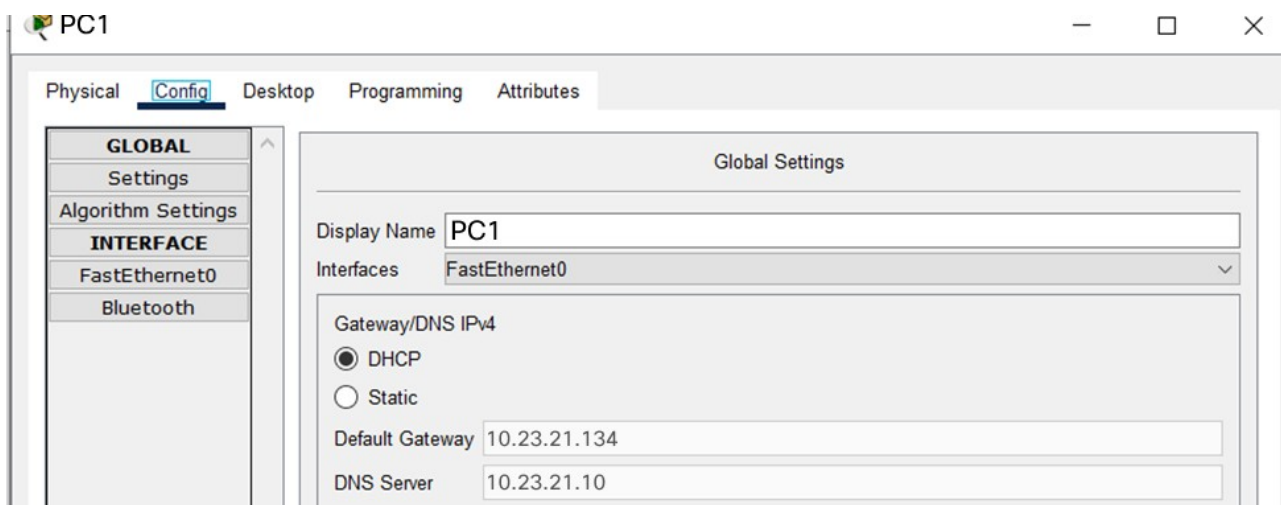 PC1
Physical Config Desktop Programming Attributes
GLOBAL
Settings
Algorithm Settings
INTERFACE
FastEthernet0
Bluetooth
Global Settings
Display Name PC1
Interfaces FastEthernet0
Gateway/DNS IPv4
DHCP
Static
Default Gateway 10.23.21.134
DNS Server 10.23.21.10